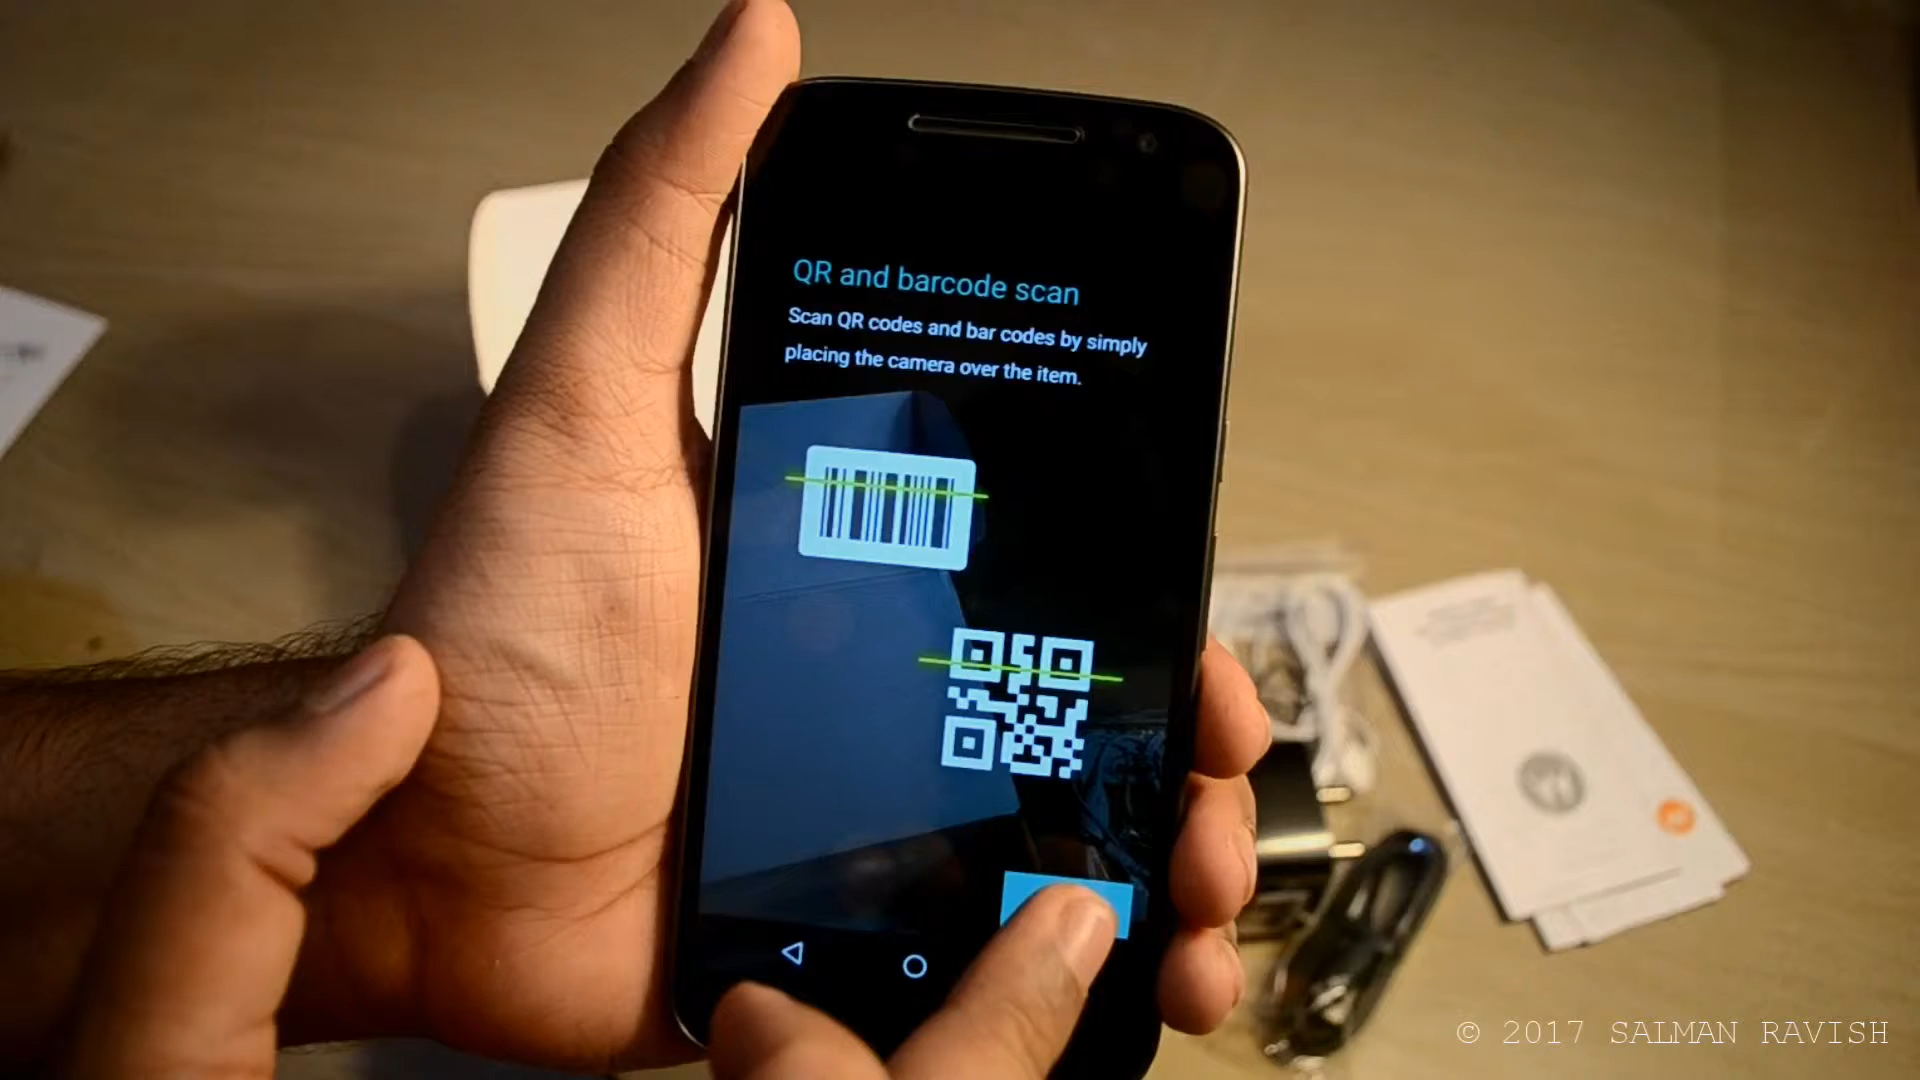 QR and barcode scan
Scan QR codes and bar codes by simply
placing the camera over the item.
© 2017 SALMAN RAVISH